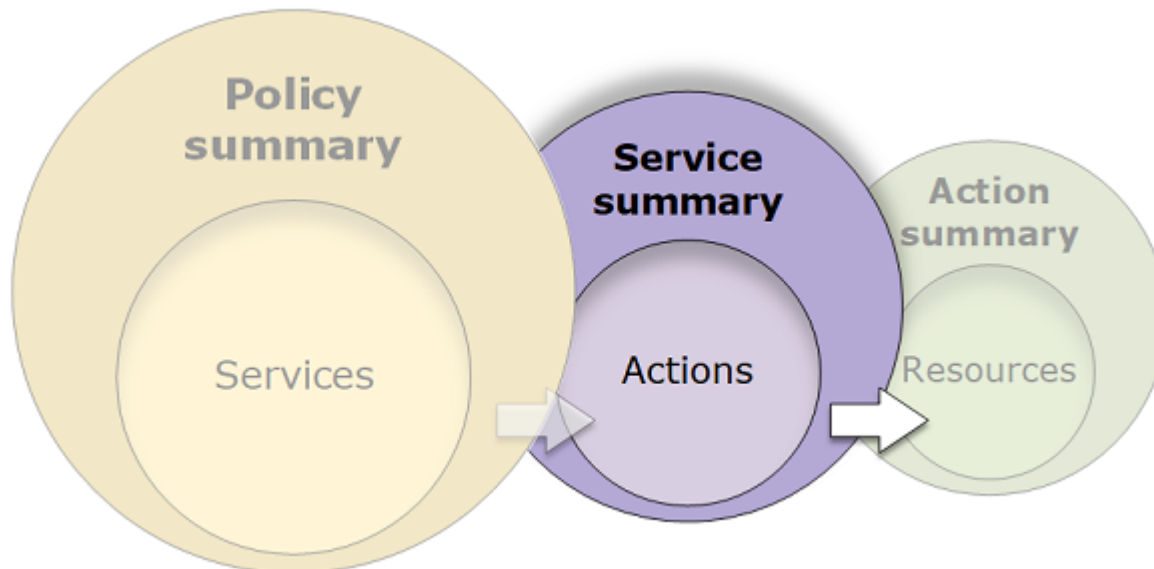 Policy
summary
Services
Service
summary
Actions
Action
summary
Resources